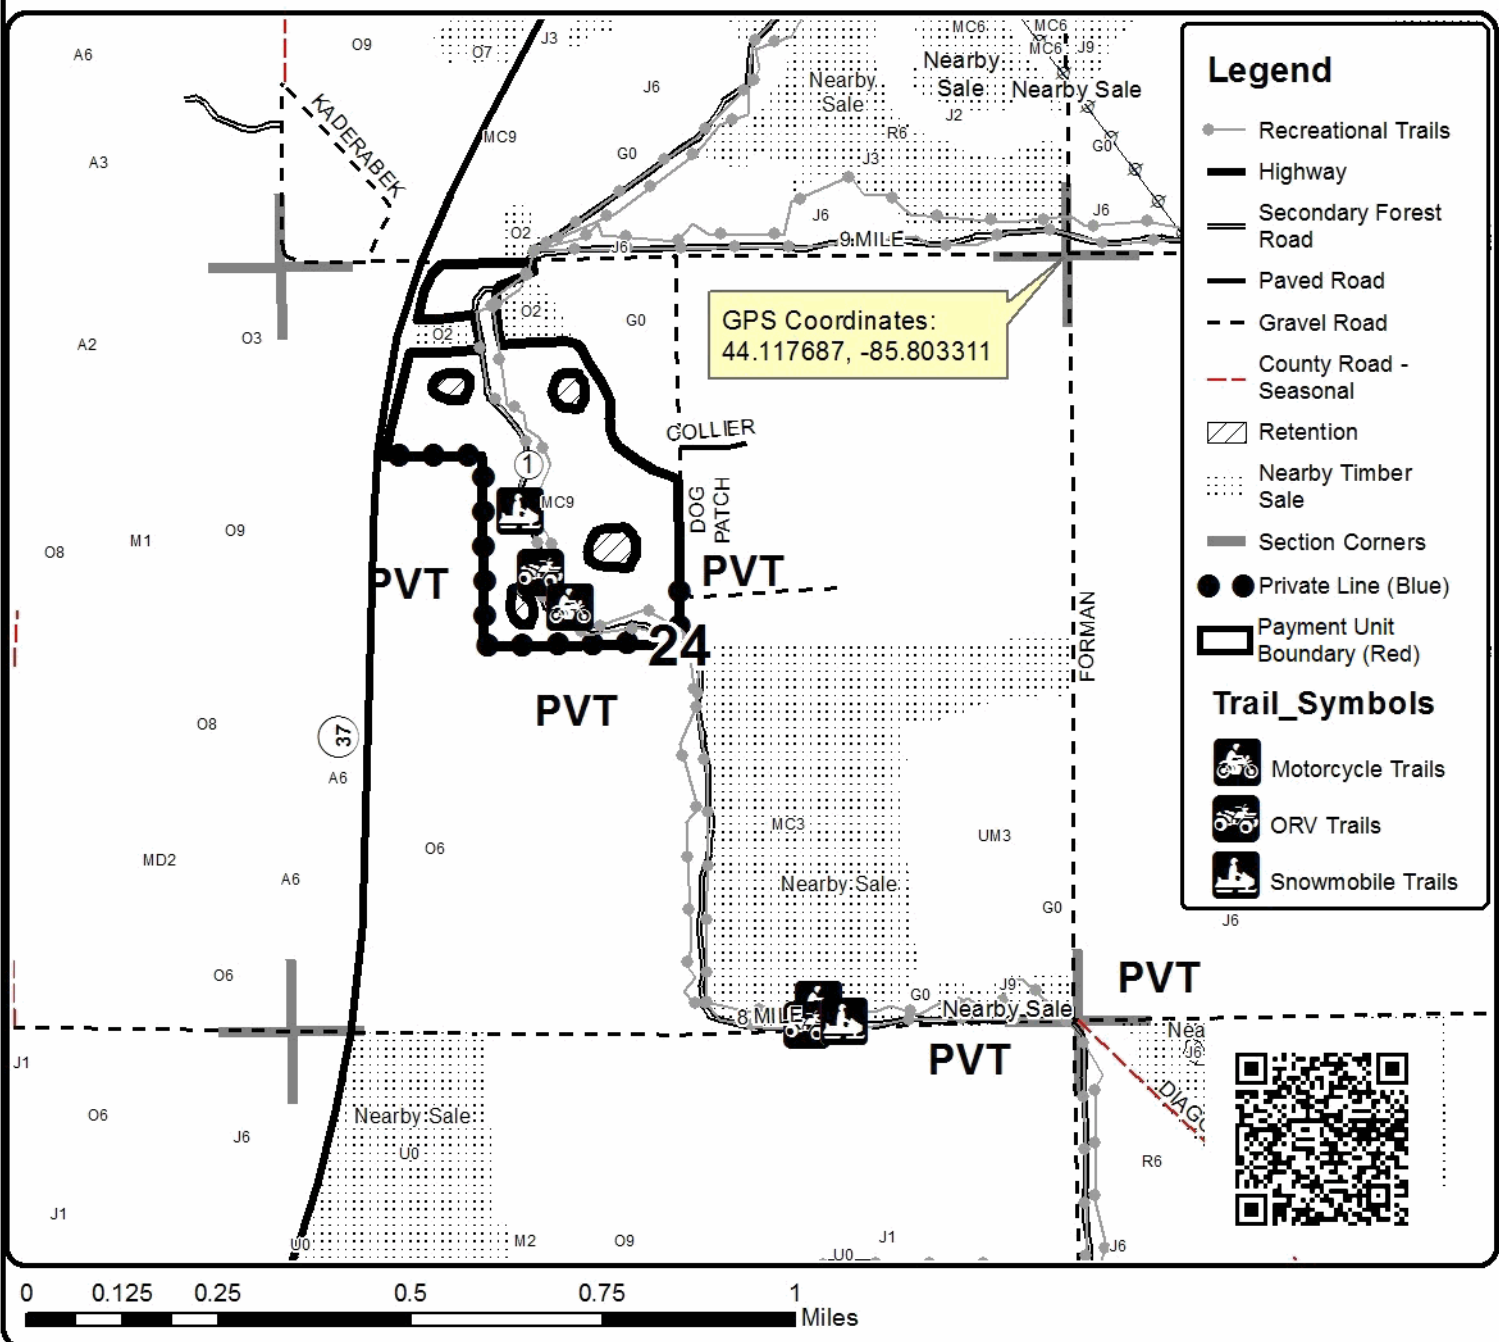 A6
O9
O7
J3
MC6
MC6
MC6
J9
Nearby
Sale
Nearby
Sale
Nearby Sale
J6
J2
KADERABEK
MC9
R6
A3
G0
J3
G0
J6
J6
O2
J6
9 MILE
O2
G0
O2
O3
A2
GPS Coordinates:
44.117687, -85.803311
COLLIER
1
MC9
DOG
PATCH
O9
M1
O8
PVT
PVT
FORMAN
24
PVT
O8
37
A6
MC3
UM3
O6
MD2
A6
Nearby Sale
G0
J6
O6
J9
G0
PVT
8 MILE
Nearby Sale
PVT
Nea
J6
J1
DIAGO
O6
Nearby Sale
J6
U0
R6
J1
U0
M2
O9
J1
U0
J6
Legend
Recreational Trails
Highway
Secondary Forest
Road
Paved Road
Gravel Road
County Road -
Seasonal
Retention
Nearby Timber
Sale
Section Corners
Private Line (Blue)
Payment Unit
Boundary (Red)
Trail_Symbols
Motorcycle Trails
ORV Trails
Snowmobile Trails
0 0.125 0.25 0.5 0.75 1
Miles